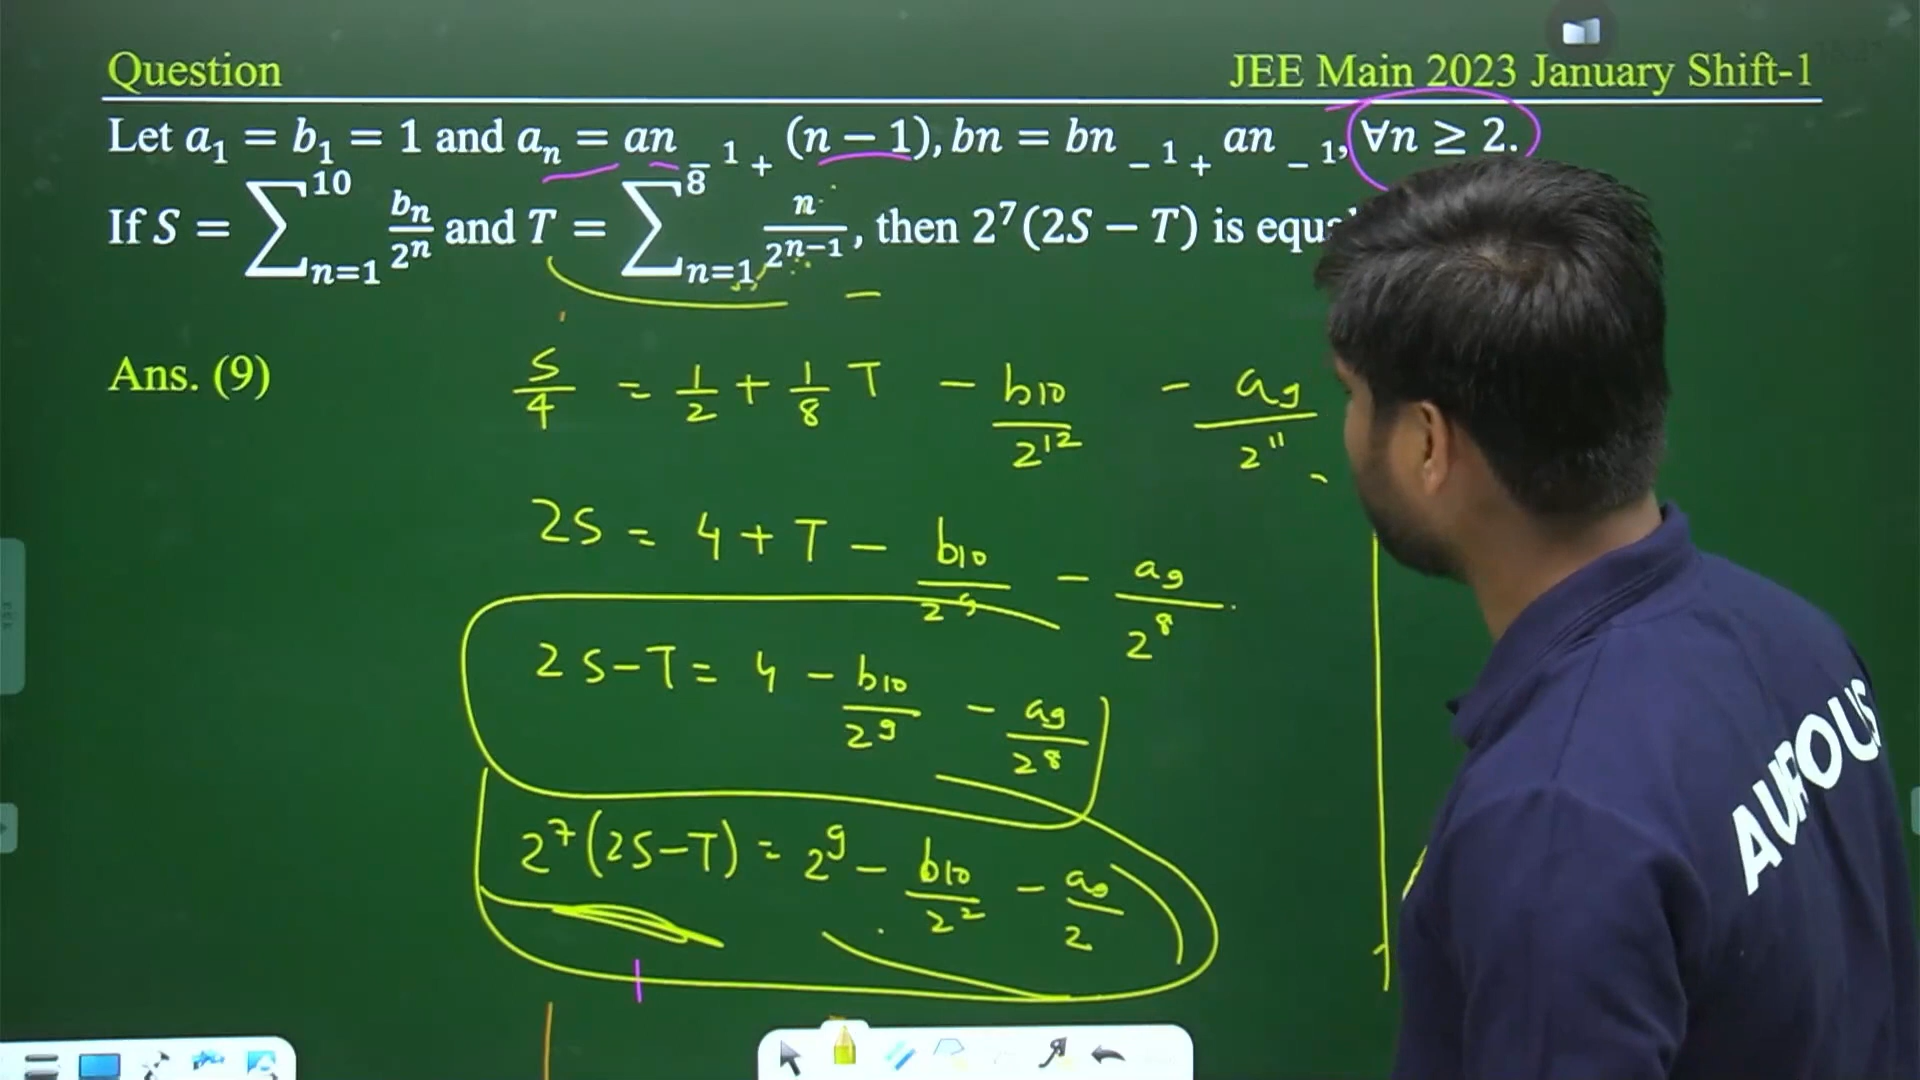 Question
JEE Main 2023 January Shift-1
Let a₁ = b₁ = 1 and aₙ = an ₋ ₁ ₊ (n − 1), bn = bn ₋ ₁ ₊ an ₋ ₁, ∀n ≥ 2.
If S = ∑ₙ₌₁¹⁰ bₙ/2ⁿ and T = ∑ₙ₌₁⁸ n/2ⁿ⁻¹, then 2⁷(2S − T) is
Ans. (9)
S/4 = 1/2 + 1/8 T − b₁₀/2¹² − a₉/2¹¹
2S = 4 + T − b₁₀/2⁹ − a₉/2⁸
2S − T = 4 − b₁₀/2⁹ − a₉/2⁸
2⁷(2S−T) = 2⁹ − b₁₀/2² − a₉/2
AUROUS